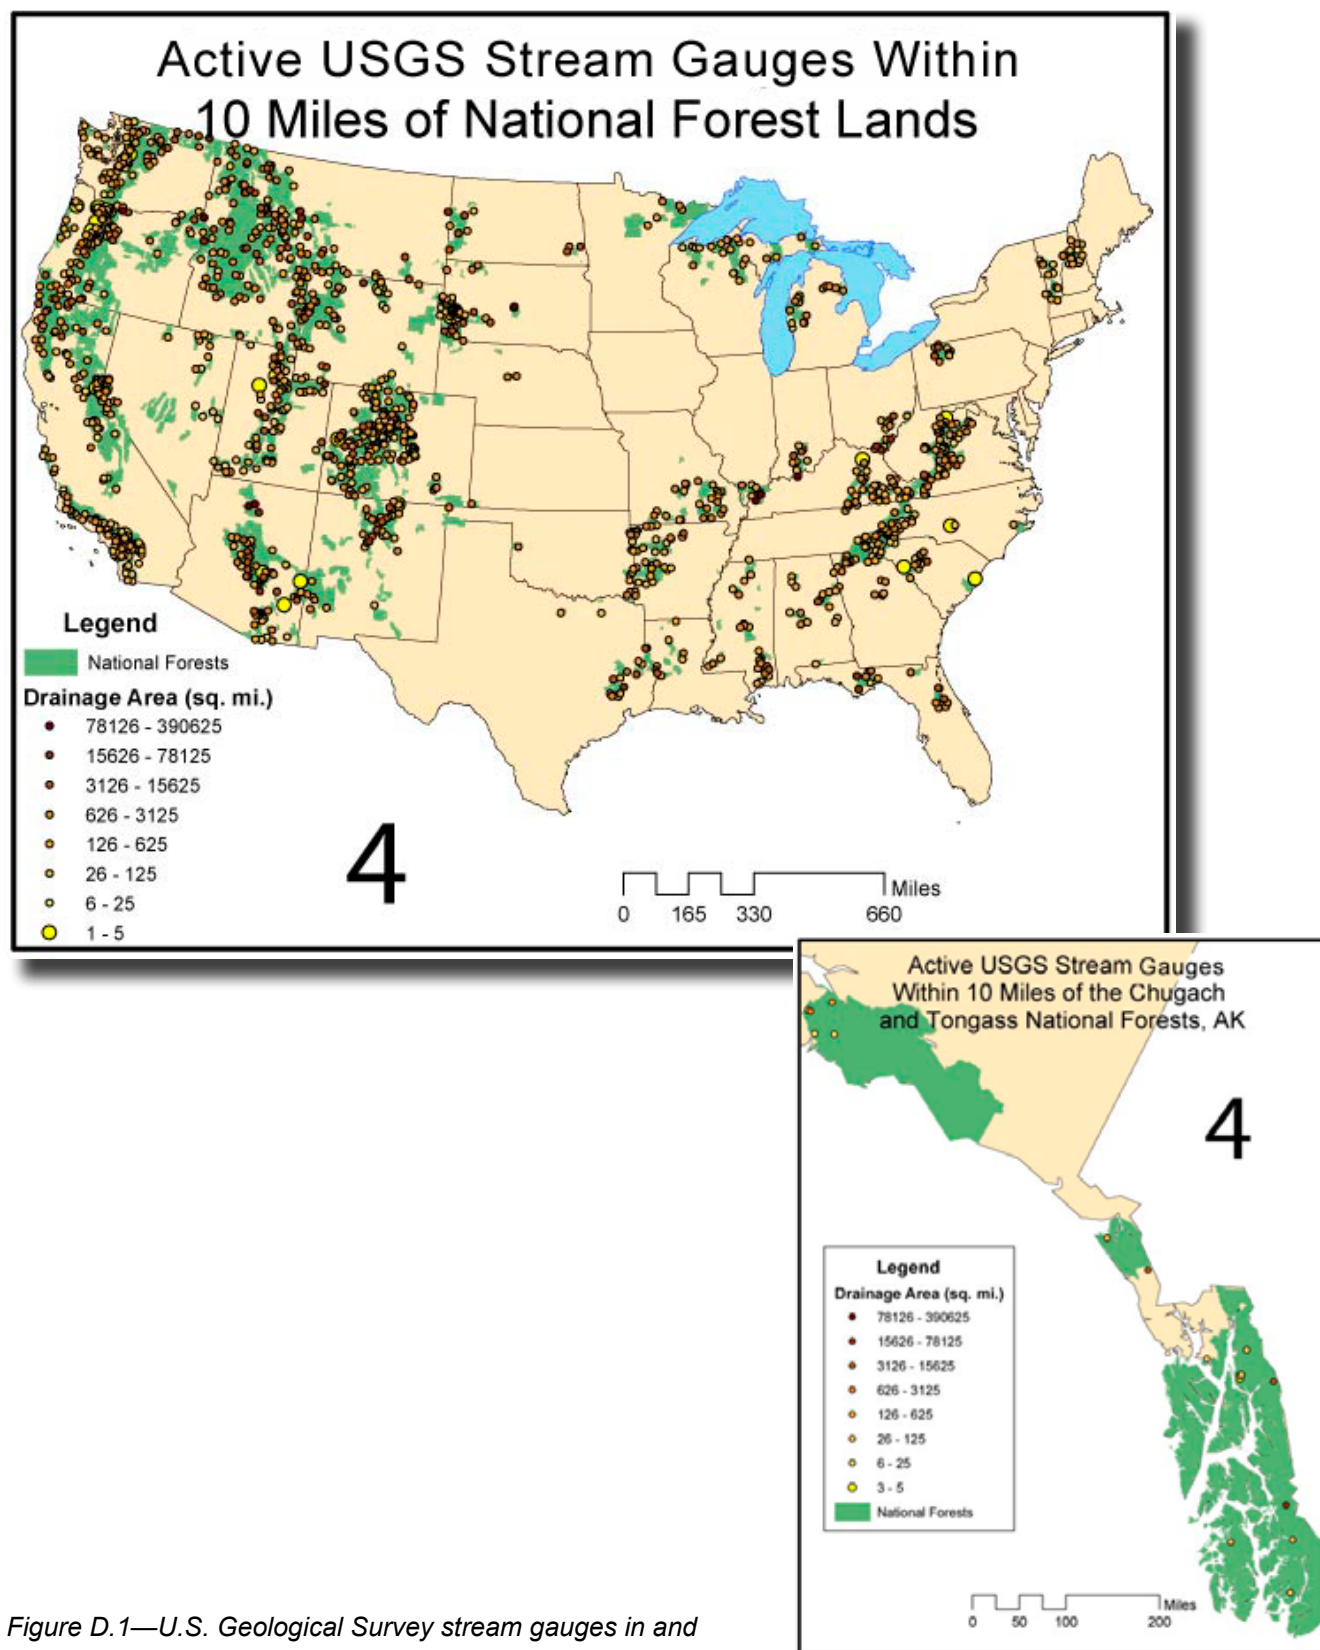 Active USGS Stream Gauges Within
10 Miles of National Forest Lands
Legend
National Forests
Drainage Area (sq. mi.)
78126 - 390625
15626 - 78125
3126 - 15625
626 - 3125
126 - 625
26 - 125
6 - 25
1 - 5
4
Miles
0 165 330 660
Active USGS Stream Gauges
Within 10 Miles of the Chugach
and Tongass National Forests, AK
4
Legend
Drainage Area (sq. mi.)
78126 - 390625
15626 - 78125
3126 - 15625
626 - 3125
126 - 625
26 - 125
6 - 25
3 - 5
National Forests
Miles
0 50 100 200
Figure D.1—U.S. Geological Survey stream gauges in and